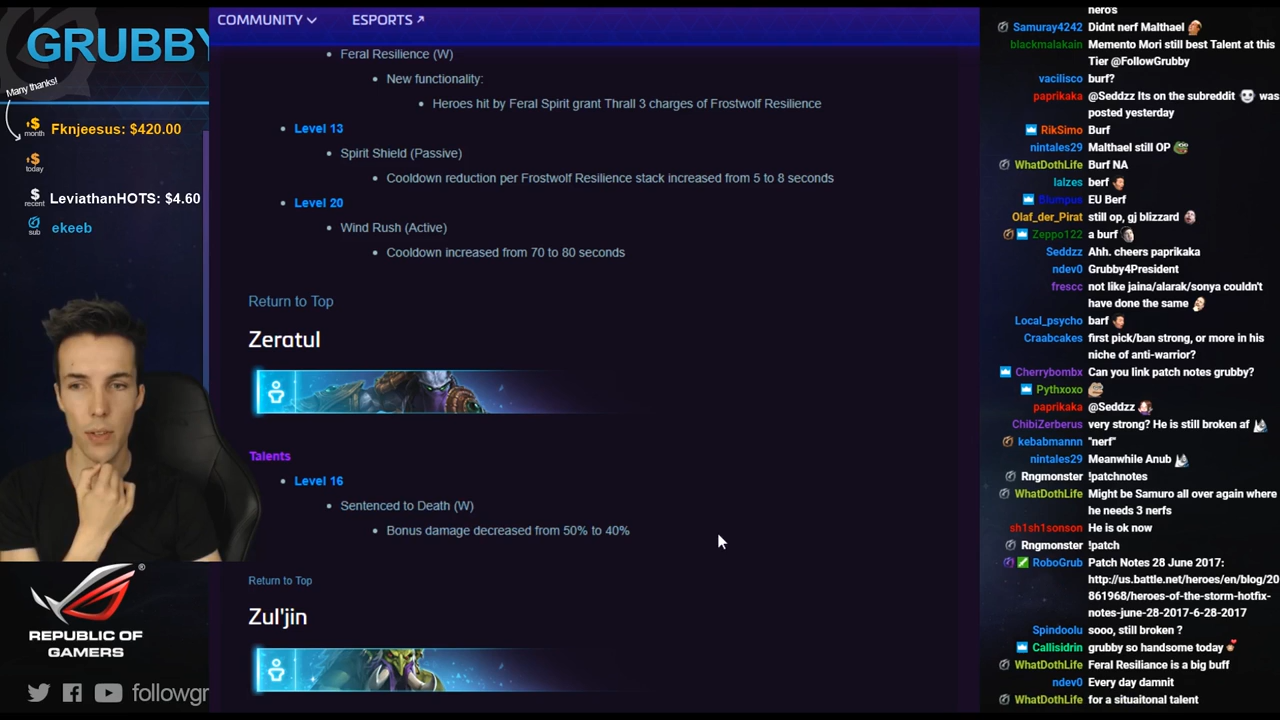 GRUBBY
Many thanks!
month
Fknjeesus: $420.00
today
recent
LeviathanHOTS: $4.60
sub
ekeeb
REPUBLIC OF
GAMERS
followgr
COMMUNITY
ESPORTS
Feral Resilience (W)
New functionality:
Heroes hit by Feral Spirit grant Thrall 3 charges of Frostwolf Resilience
Level 13
Spirit Shield (Passive)
Cooldown reduction per Frostwolf Resilience stack increased from 5 to 8 seconds
Level 20
Wind Rush (Active)
Cooldown increased from 70 to 80 seconds
Return to Top
Zeratul
Talents
Level 16
Sentenced to Death (W)
Bonus damage decreased from 50% to 40%
Return to Top
Zul'jin
nero's
Samuray4242 Didnt nerf Malthael
blackmalakain Memento Mori still best Talent at this
Tier @FollowGrubby
vacilisco burf?
paprikaka @Seddzz Its on the subreddit was
posted yesterday
RikSimo Burf
nintales29 Malthael still OP
WhatDothLife Burf NA
lalzes berf
Blumpus EU Berf
Olaf_der_Pirat still op, gj blizzard
Zeppo122 a burf
Seddzz Ahh. cheers paprikaka
ndev0 Grubby4President
frescc not like jaina/alarak/sonya couldn't
have done the same
Local_psycho barf
Craabcakes first pick/ban strong, or more in his
niche of anti-warrior?
Cherrybombx Can you link patch notes grubby?
Pythxoxo
paprikaka @Seddzz
ChibiZerberus very strong? He is still broken af
kebabmannn "nerf"
nintales29 Meanwhile Anub
Rngmonster !patchnotes
WhatDothLife Might be Samuro all over again where
he needs 3 nerfs
sh1sh1sonson He is ok now
Rngmonster !patch
RoboGrub Patch Notes 28 June 2017:
http://us.battle.net/heroes/en/blog/20
861968/heroes-of-the-storm-hotfix-
notes-june-28-2017-6-28-2017
Spindoolu sooo, still broken ?
Callisidrin grubby so handsome today
WhatDothLife Feral Resiliance is a big buff
ndev0 Every day damnit
WhatDothLife for a situaitonal talent